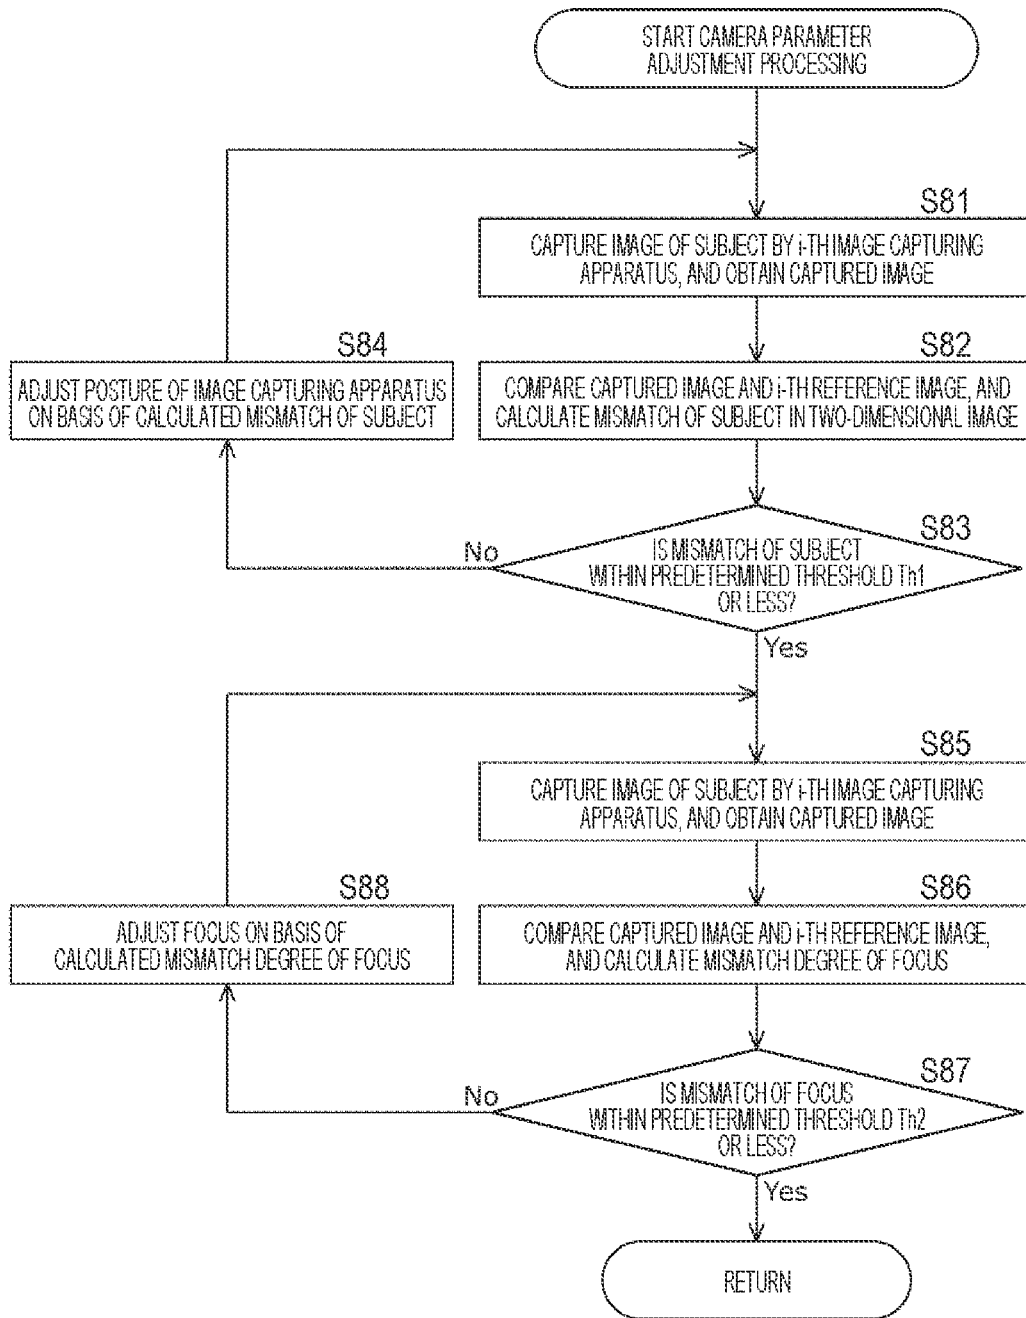 START CAMERA PARAMETER
ADJUSTMENT PROCESSING
S81
CAPTURE IMAGE OF SUBJECT BY i-TH IMAGE CAPTURING
APPARATUS, AND OBTAIN CAPTURED IMAGE
S84
ADJUST POSTURE OF IMAGE CAPTURING APPARATUS
ON BASIS OF CALCULATED MISMATCH OF SUBJECT
S82
COMPARE CAPTURED IMAGE AND i-TH REFERENCE IMAGE, AND
CALCULATE MISMATCH OF SUBJECT IN TWO-DIMENSIONAL IMAGE
S83
No
IS MISMATCH OF SUBJECT
WITHIN PREDETERMINED THRESHOLD Th1
OR LESS?
Yes
S85
CAPTURE IMAGE OF SUBJECT BY i-TH IMAGE CAPTURING
APPARATUS, AND OBTAIN CAPTURED IMAGE
S88
ADJUST FOCUS ON BASIS OF
CALCULATED MISMATCH DEGREE OF FOCUS
S86
COMPARE CAPTURED IMAGE AND i-TH REFERENCE IMAGE,
AND CALCULATE MISMATCH DEGREE OF FOCUS
S87
No
IS MISMATCH OF FOCUS
WITHIN PREDETERMINED THRESHOLD Th2
OR LESS?
Yes
RETURN